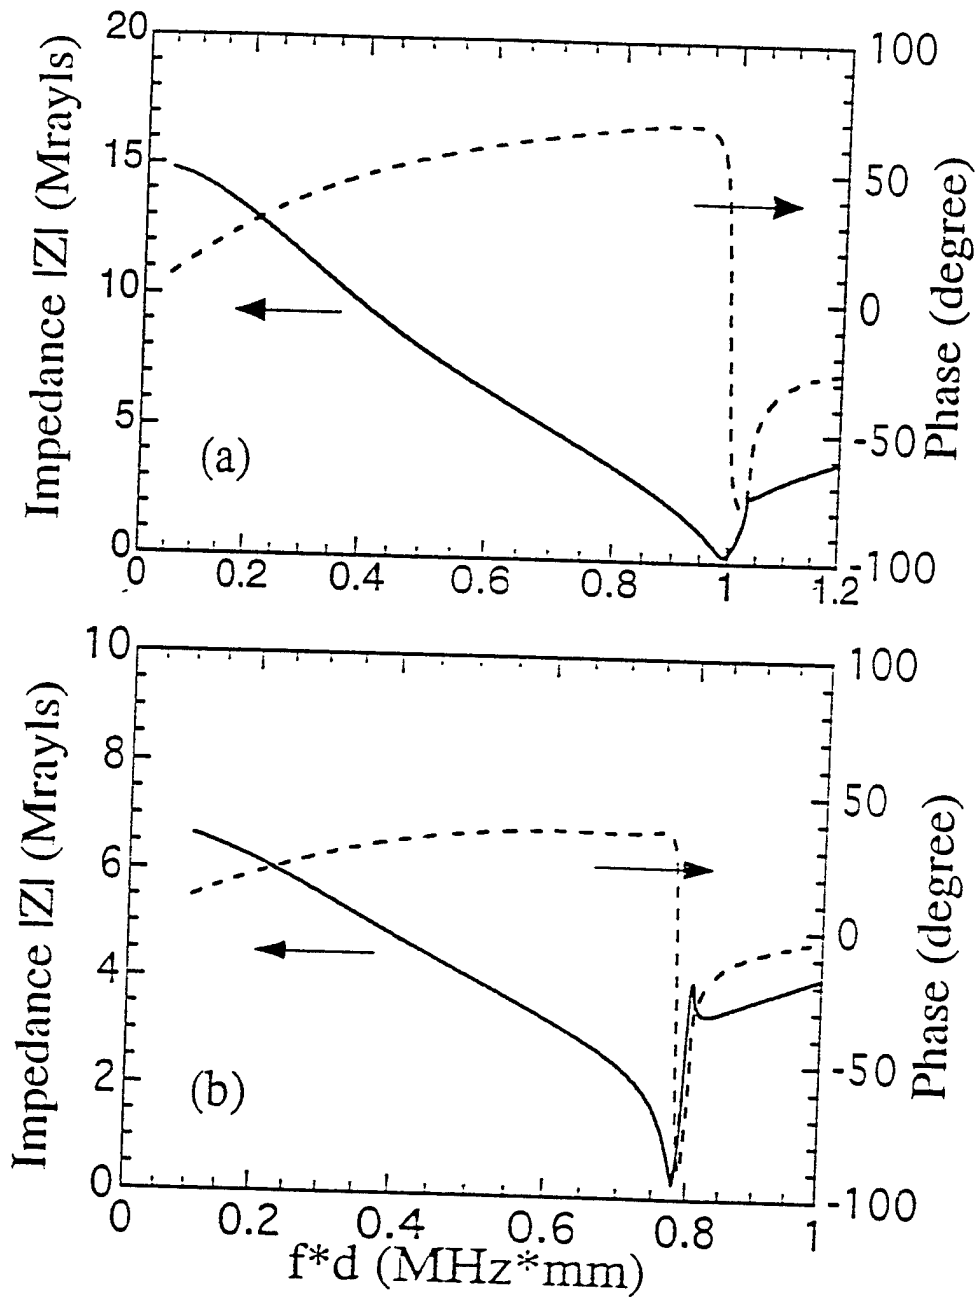 20
15
10
5
0
Impedance |Z| (Mrayls)
(a)
100
50
0
-50
-100
Phase (degree)
0 0.2 0.4 0.6 0.8 1 1.2
10
8
6
4
2
0
Impedance |Z| (Mrayls)
(b)
100
50
0
-50
-100
Phase (degree)
0 0.2 0.4 0.6 0.8 1
f*d (MHz*mm)